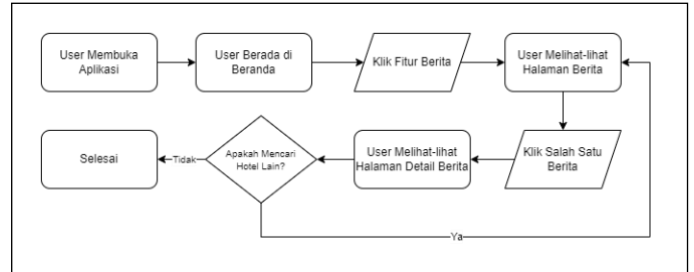 User Membuka
Aplikasi
User Berada di
Beranda
Klik Fitur Berita
User Melihat-lihat
Halaman Berita
Klik Salah Satu
Berita
User Melihat-lihat
Halaman Detail Berita
Apakah Mencari
Hotel Lain?
Tidak
Selesai
Ya